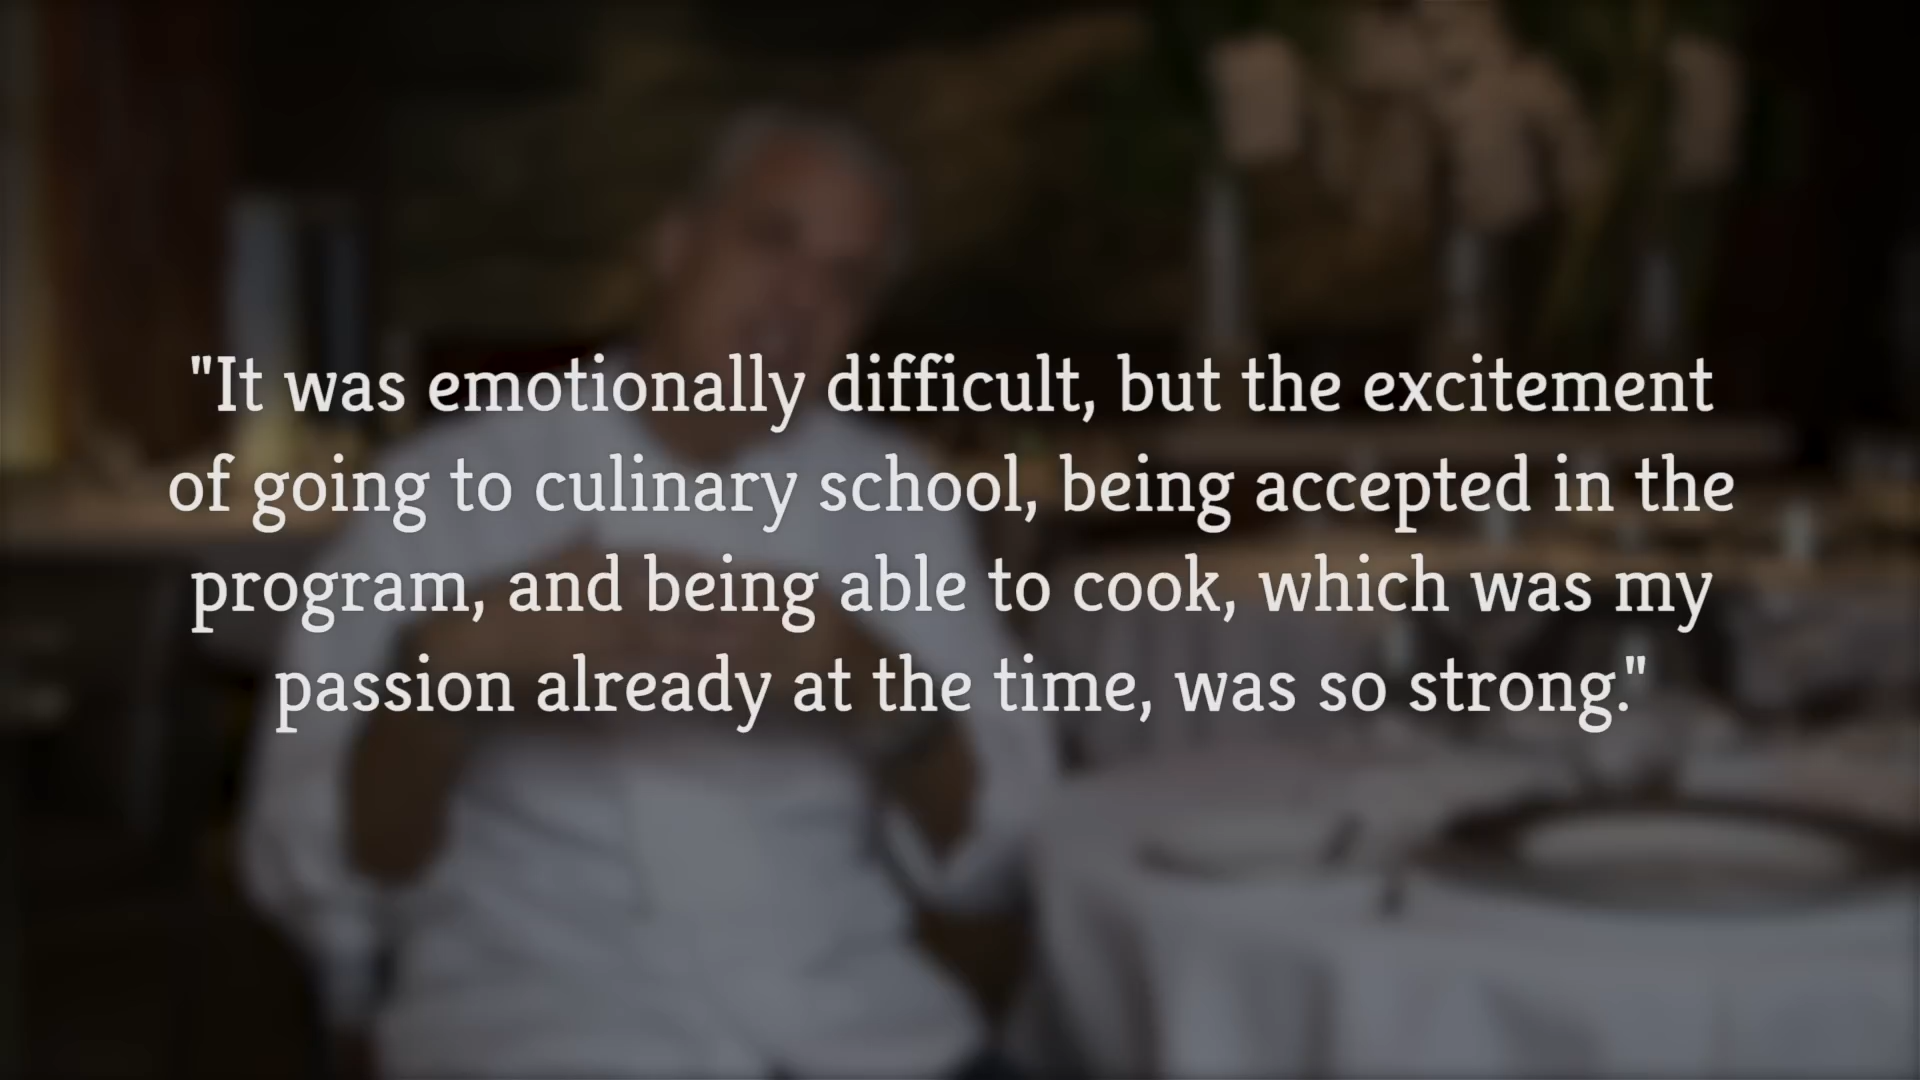 "It was emotionally difficult, but the excitement
of going to culinary school, being accepted in the
program, and being able to cook, which was my
passion already at the time, was so strong."